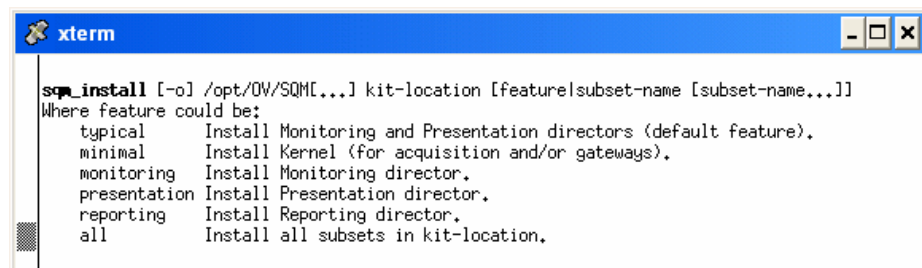 xterm
sqm_install [-o] /opt/OV/SQM[...] kit-location [feature|subset-name [subset-name...]]
Where feature could be:
typical Install Monitoring and Presentation directors (default feature).
minimal Install Kernel (for acquisition and/or gateways).
monitoring Install Monitoring director.
presentation Install Presentation director.
reporting Install Reporting director.
all Install all subsets in kit-location.